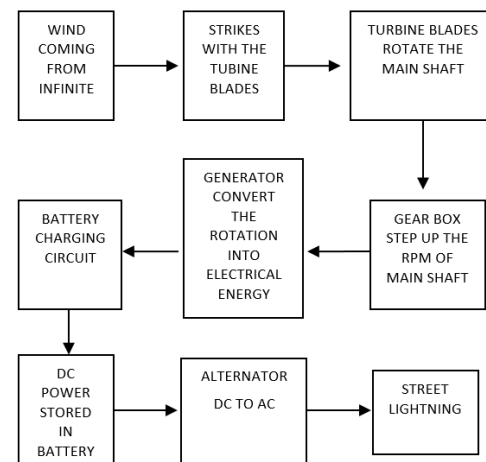 WIND
COMING
FROM
INFINITE
STRIKES
WITH THE
TUBINE
BLADES
TURBINE BLADES
ROTATE THE
MAIN SHAFT
GEAR BOX
STEP UP THE
RPM OF
MAIN SHAFT
GENERATOR
CONVERT
THE
ROTATION
INTO
ELECTRICAL
ENERGY
BATTERY
CHARGING
CIRCUIT
DC
POWER
STORED
IN
BATTERY
ALTERNATOR
DC TO AC
STREET
LIGHTNING